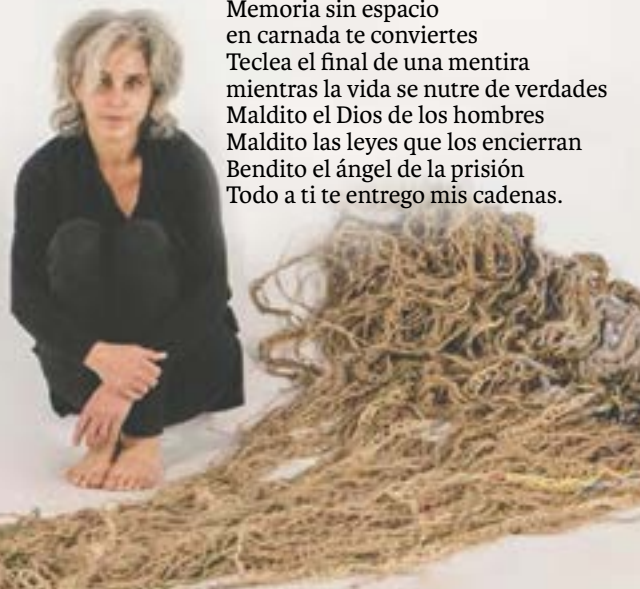 Memoria sin espacio
en carnada te conviertes
Teclea el final de una mentira
mientras la vida se nutre de verdades
Maldito el Dios de los hombres
Maldito las leyes que los encierran
Bendito el ángel de la prisión
Todo a ti te entrego mis cadenas.